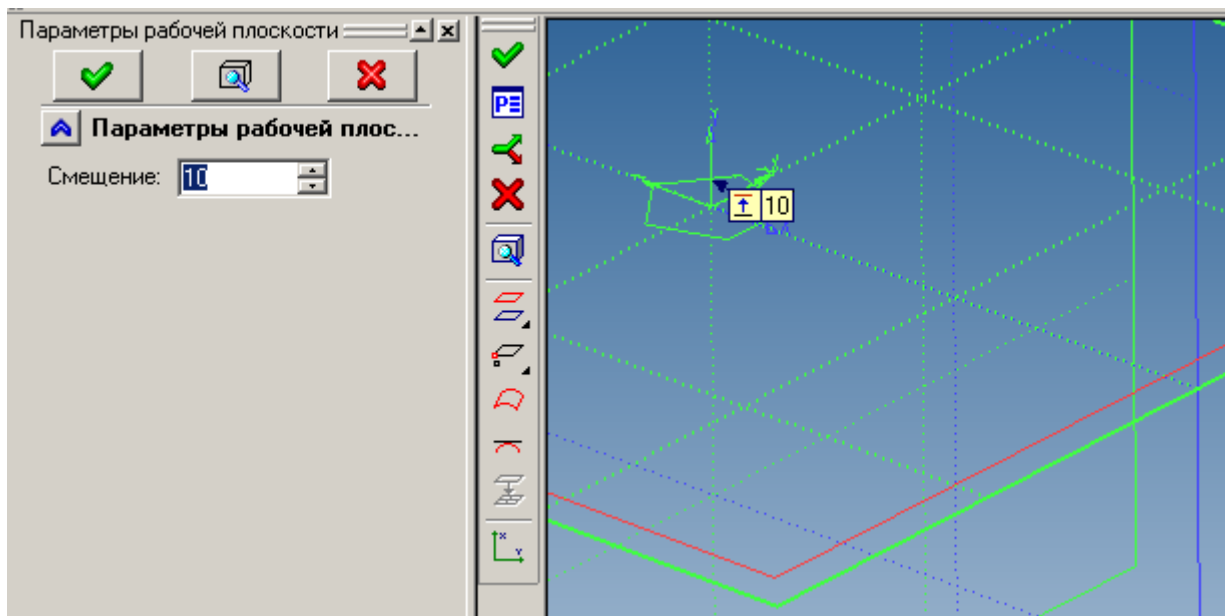 Параметры рабочей плоскости
Параметры рабочей плос...
Смещение: 10
10